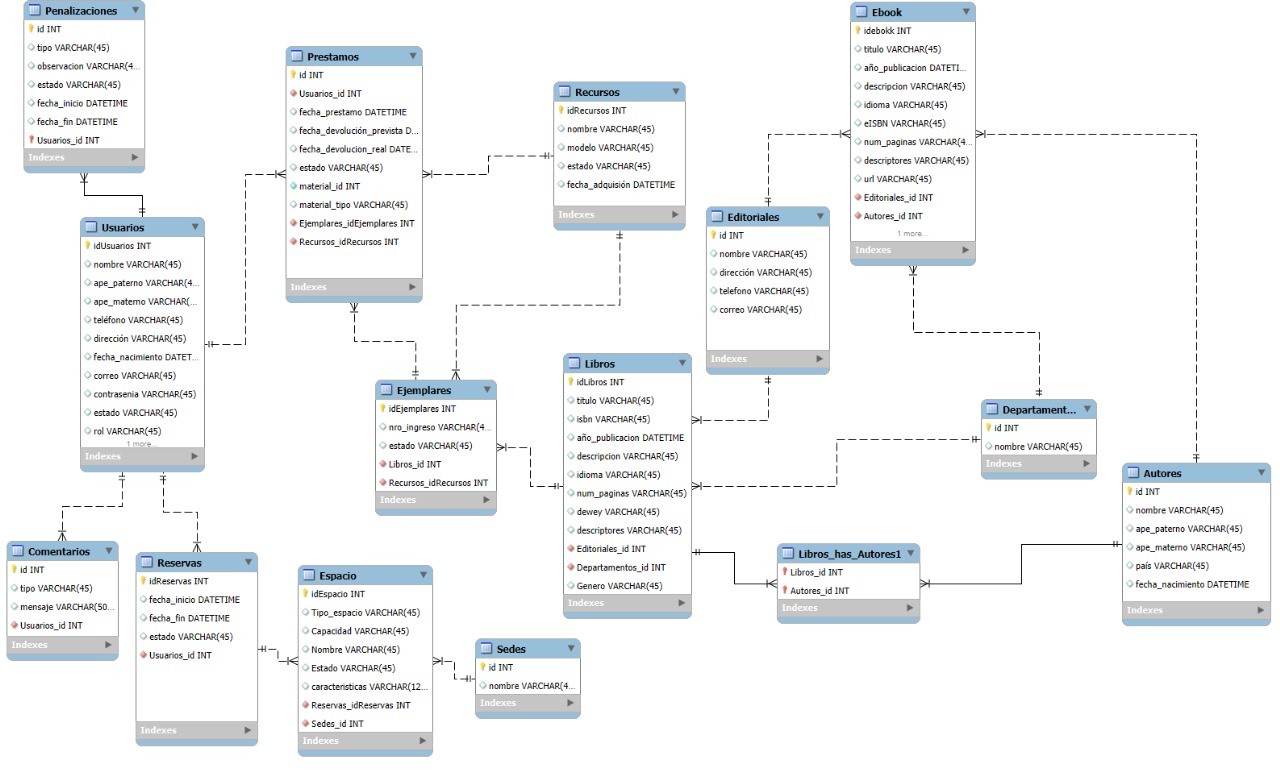 Penalizaciones
id INT
tipo VARCHAR(45)
observacion VARCHAR(4...
estado VARCHAR(45)
fecha_inicio DATETIME
fecha_fin DATETIME
Usuarios_id INT
Indexes
Usuarios
idUsuarios INT
nombre VARCHAR(45)
ape_paterno VARCHAR(4...
ape_materno VARCHAR(...
teléfono VARCHAR(45)
dirección VARCHAR(45)
fecha_nacimiento DATET...
correo VARCHAR(45)
contrasenia VARCHAR(45)
estado VARCHAR(45)
rol VARCHAR(45)
1 more...
Indexes
Comentarios
id INT
tipo VARCHAR(45)
mensaje VARCHAR(50...
Usuarios_id INT
Indexes
Reservas
idReservas INT
fecha_inicio DATETIME
fecha_fin DATETIME
estado VARCHAR(45)
Usuarios_id INT
Indexes
Prestamos
id INT
Usuarios_id INT
fecha_prestamo DATETIME
fecha_devolución_prevista D...
fecha_devolucion_real DATE...
estado VARCHAR(45)
material_id INT
material_tipo VARCHAR(45)
Ejemplares_idEjemplares INT
Recursos_idRecursos INT
Indexes
Espacio
idEspacio INT
Tipo_espacio VARCHAR(45)
Capacidad VARCHAR(45)
Nombre VARCHAR(45)
Estado VARCHAR(45)
caracteristicas VARCHAR(12...
Reservas_idReservas INT
Sedes_id INT
Indexes
Ejemplares
idEjemplares INT
nro_ingreso VARCHAR(4...
estado VARCHAR(45)
Libros_id INT
Recursos_idRecursos INT
Indexes
Sedes
id INT
nombre VARCHAR(4...
Indexes
Recursos
idRecursos INT
nombre VARCHAR(45)
modelo VARCHAR(45)
estado VARCHAR(45)
fecha_adquisión DATETIME
Indexes
Libros
idLibros INT
titulo VARCHAR(45)
isbn VARCHAR(45)
año_publicacion DATETIME
descripcion VARCHAR(45)
idioma VARCHAR(45)
num_paginas VARCHAR(45)
dewey VARCHAR(45)
descriptores VARCHAR(45)
Editoriales_id INT
Departamentos_id INT
Genero VARCHAR(45)
Indexes
Editoriales
id INT
nombre VARCHAR(45)
dirección VARCHAR(45)
telefono VARCHAR(45)
correo VARCHAR(45)
Indexes
Libros_has_Autores1
Libros_id INT
Autores_id INT
Indexes
Ebook
idebokk INT
titulo VARCHAR(45)
año_publicacion DATETI...
descripcion VARCHAR(45)
idioma VARCHAR(45)
eISBN VARCHAR(45)
num_paginas VARCHAR(4...
descriptores VARCHAR(45)
url VARCHAR(45)
Editoriales_id INT
Autores_id INT
1 more...
Indexes
Departament...
id INT
nombre VARCHAR(45)
Indexes
Autores
id INT
nombre VARCHAR(45)
ape_paterno VARCHAR(45)
ape_materno VARCHAR(45)
país VARCHAR(45)
fecha_nacimiento DATETIME
Indexes